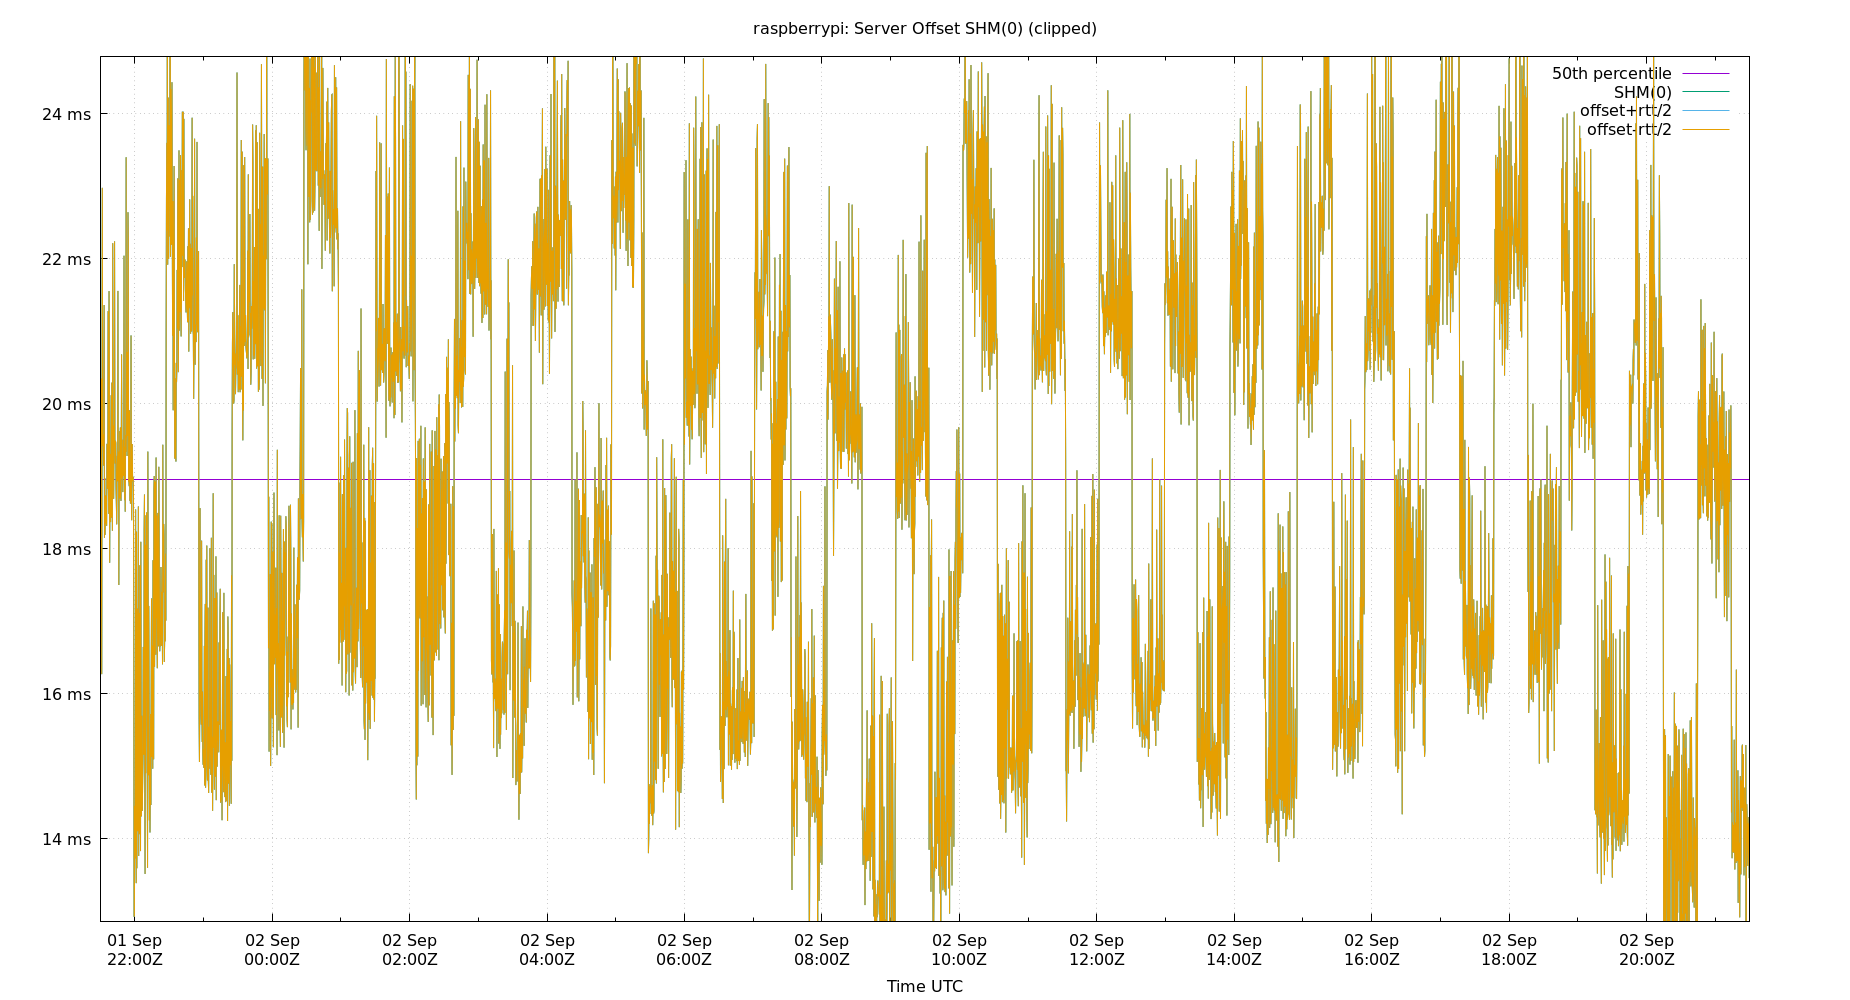 raspberrypi: Server Offset SHM(0) (clipped)
50th percentile
SHM(0)
offset+rtt/2
offset-rtt/2
24 ms
22 ms
20 ms
18 ms
16 ms
14 ms
01 Sep 02 Sep 02 Sep 02 Sep 02 Sep 02 Sep 02 Sep 02 Sep 02 Sep 02 Sep 02 Sep 02 Sep
22:00Z 00:00Z 02:00Z 04:00Z 06:00Z 08:00Z 10:00Z 12:00Z 14:00Z 16:00Z 18:00Z 20:00Z
Time UTC